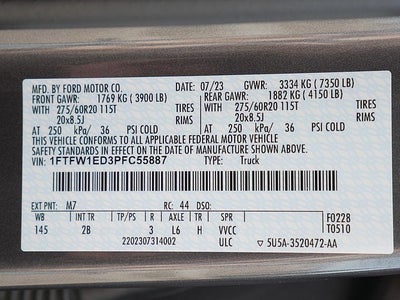 MFD. BY FORD MOTOR CO. DATE: 07/23 GVWR: 3334 KG ( 7350 LB)
FRONT GAWR: 1769 KG ( 3900 LB) REAR GAWR: 1882 KG ( 4150 LB)
WITH 275/60R20 115T TIRES WITH 275/60R20 115T TIRES
20x8.5J RIMS 20x8.5J RIMS
AT 250 kPa/ 36 PSI COLD AT 250 kPa/ 36 PSI COLD
THIS VEHICLE CONFORMS TO ALL APPLICABLE FEDERAL MOTOR VEHICLE
SAFETY STANDARDS IN EFFECT ON THE DATE OF MANUFACTURE SHOWN ABOVE.
VIN: 1FTFW1ED3PFC55887 TYPE: Truck
EXT PNT: M7 RC: 44 DSO: F0228
WB INT TR TP/PS R AXLE TR SPR T0510
145 2B 3 L6 H VVCC
2202307314002 ULC 5U5A-3520472-AA